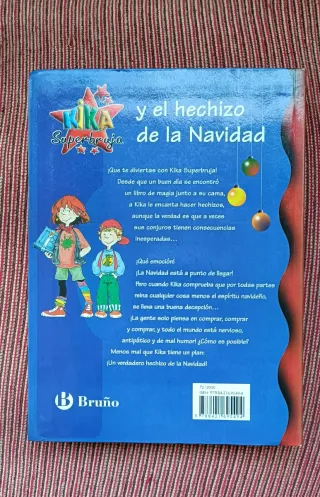 KiKA
Superbruja
y el hechizo
de la Navidad
¡Que te diviertas con Kika Superbruja!
Desde que un buen día se encontró
un libro de magia junto a su cama,
a Kika le encanta hacer hechizos,
aunque la verdad es que a veces
sus conjuros tienen consecuencias
inesperadas...
¡Qué emoción!
¡La Navidad está a punto de llegar!
Pero cuando Kika comprueba que por todas partes
reina cualquier cosa menos el espíritu navideño,
se lleva una buena decepción...
¡La gente solo piensa en comprar, comprar
y comprar, y todo el mundo está nervioso,
antipático y de mal humor! ¿Cómo es posible?
Menos mal que Kika tiene un plan:
¡Un verdadero hechizo de la Navidad!
B Bruño